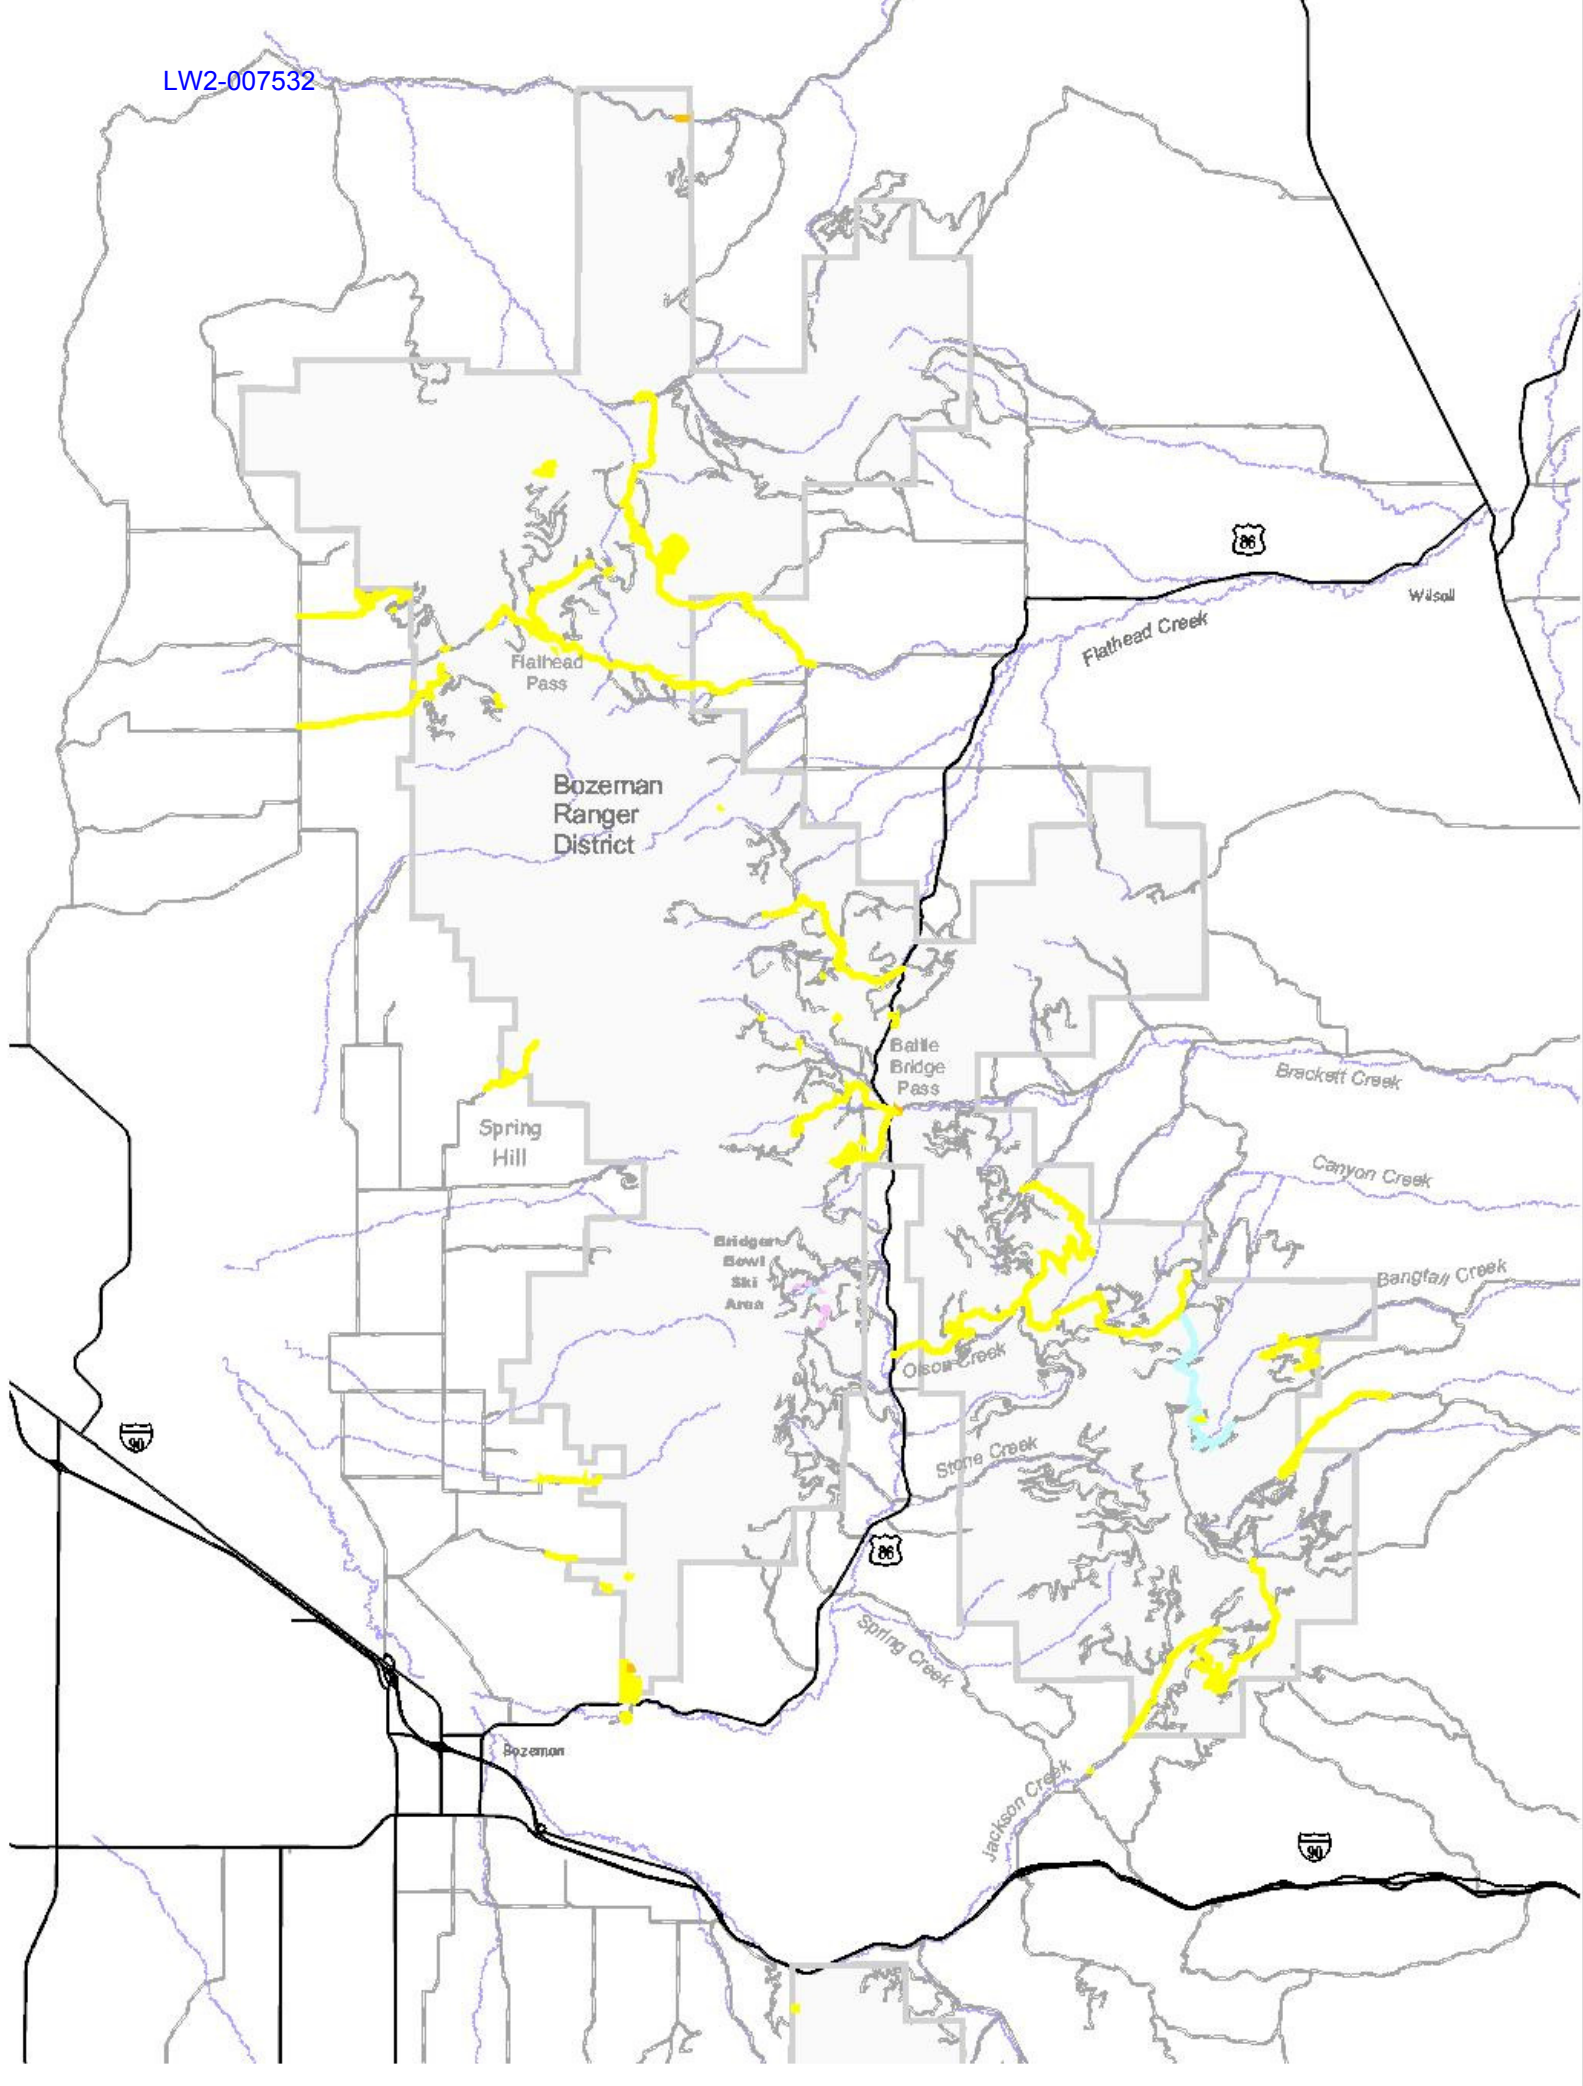 LW2-007532
86
Wilsall
Flathead Creek
Flathead
Pass
Bozeman
Ranger
District
Battle
Bridge
Pass
Brackett Creek
Spring
Hill
Canyon Creek
Bridger
Bowl
Ski
Area
Bangtail Creek
Olson Creek
90
Stone Creek
86
Spring Creek
Bozeman
Jackson Creek
90